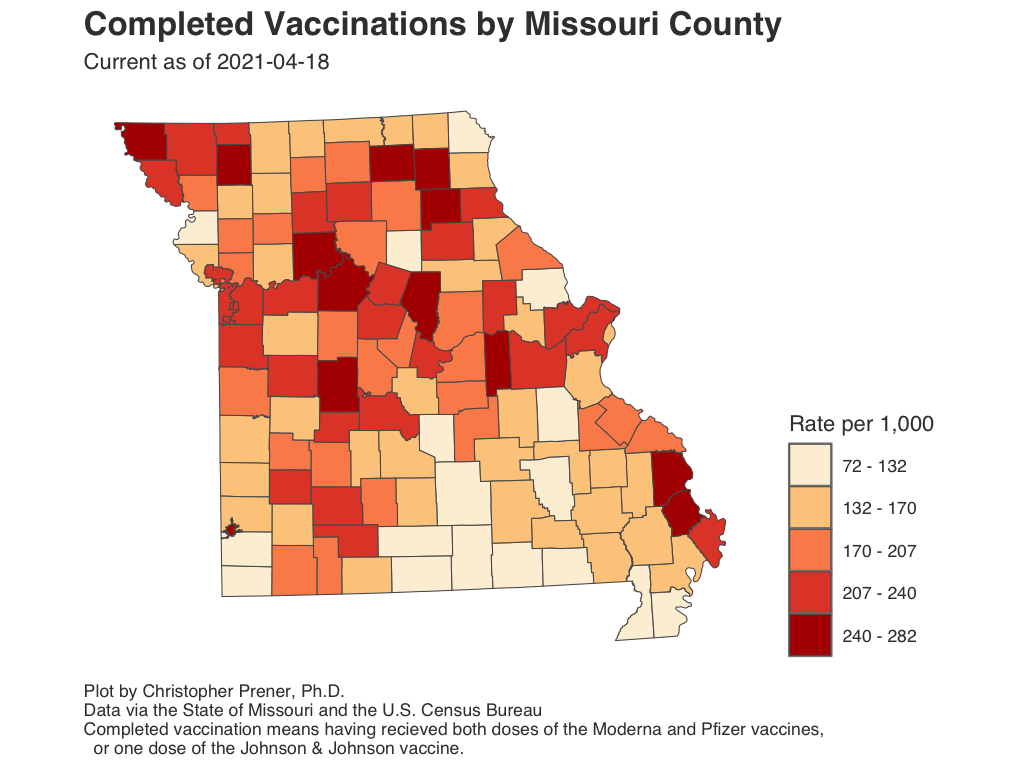 Completed Vaccinations by Missouri County
Current as of 2021-04-18
Rate per 1,000
72 - 132
132 - 170
170 - 207
207 - 240
240 - 282
Plot by Christopher Prener, Ph.D.
Data via the State of Missouri and the U.S. Census Bureau
Completed vaccination means having recieved both doses of the Moderna and Pfizer vaccines,
or one dose of the Johnson & Johnson vaccine.